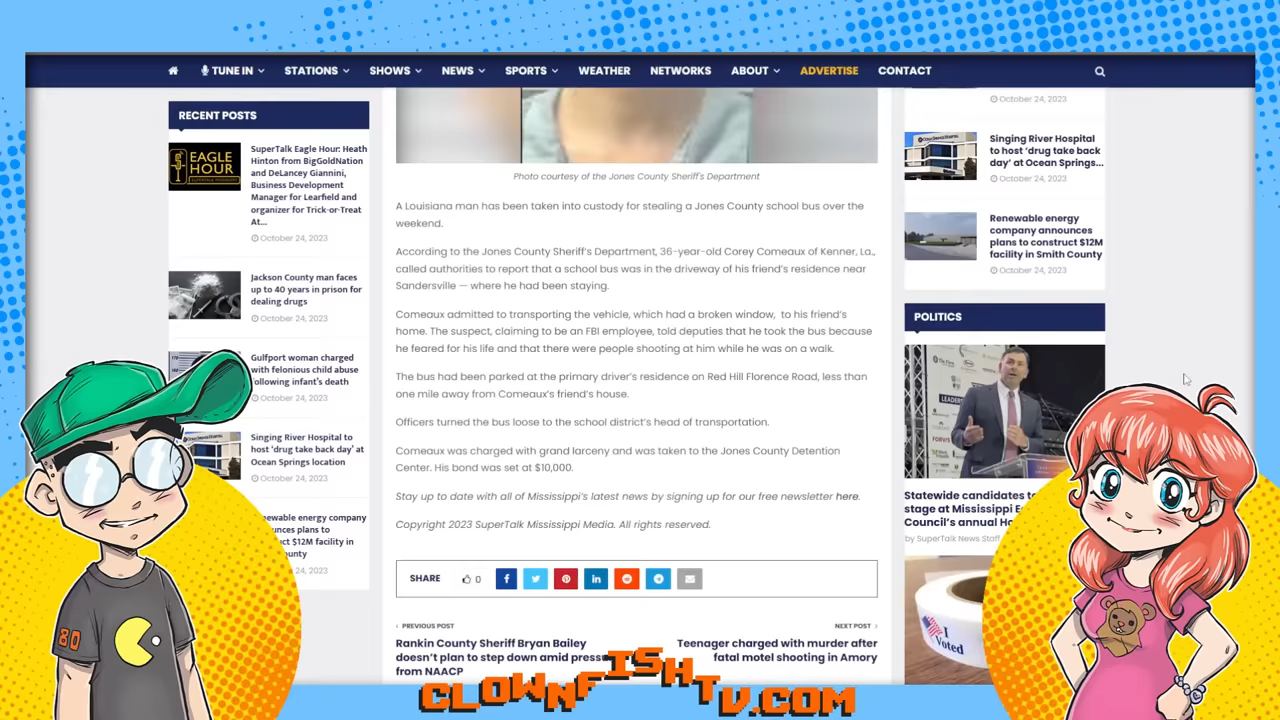 TUNE IN STATIONS SHOWS NEWS SPORTS WEATHER NETWORKS ABOUT ADVERTISE CONTACT
RECENT POSTS
EAGLE
HOUR
SuperTalk Eagle Hour: Heath
Hinton from BigGoldNation
and DeLancey Giannini,
Business Development
Manager for Learfield and
organizer for Trick-or-Treat
At...
October 24, 2023
Jackson County man faces
up to 40 years in prison for
dealing drugs
October 24, 2023
Gulfport woman charged
with felonious child abuse
following infant's death
October 24, 2023
Singing River Hospital to
host 'drug take back day' at
Ocean Springs location
October 24, 2023
energy company
plans to
$12M facility in
24, 2023
Photo courtesy of the Jones County Sheriff's Department
A Louisiana man has been taken into custody for stealing a Jones County school bus over the
weekend.
According to the Jones County Sheriff's Department, 36-year-old Corey Comeaux of Kenner, La.,
called authorities to report that a school bus was in the driveway of his friend's residence near
Sandersville — where he had been staying.
Comeaux admitted to transporting the vehicle, which had a broken window,  to his friend's
home. The suspect, claiming to be an FBI employee, told deputies that he took the bus because
he feared for his life and that there were people shooting at him while he was on a walk.
The bus had been parked at the primary driver's residence on Red Hill Florence Road, less than
one mile away from Comeaux's friend's house.
Officers turned the bus loose to the school district's head of transportation.
Comeaux was charged with grand larceny and was taken to the Jones County Detention
Center. His bond was set at $10,000.
Stay up to date with all of Mississippi's latest news by signing up for our free newsletter here.
Copyright 2023 SuperTalk Mississippi Media. All rights reserved.
SHARE 0
PREVIOUS POST
Rankin County Sheriff Bryan Bailey
doesn't plan to step down amid
from NAACP
NEXT POST
Teenager charged with murder after
fatal motel shooting in Amory
October 24, 2023
Singing River Hospital
to host 'drug take back
day' at Ocean Springs...
October 24, 2023
Renewable energy
company announces
plans to construct $12M
facility in Smith County
October 24, 2023
POLITICS
Statewide candidates
stage at Mississippi
Council's annual
by SuperTalk News Staff
I
Voted
80
CLOWNFISHTV.COM